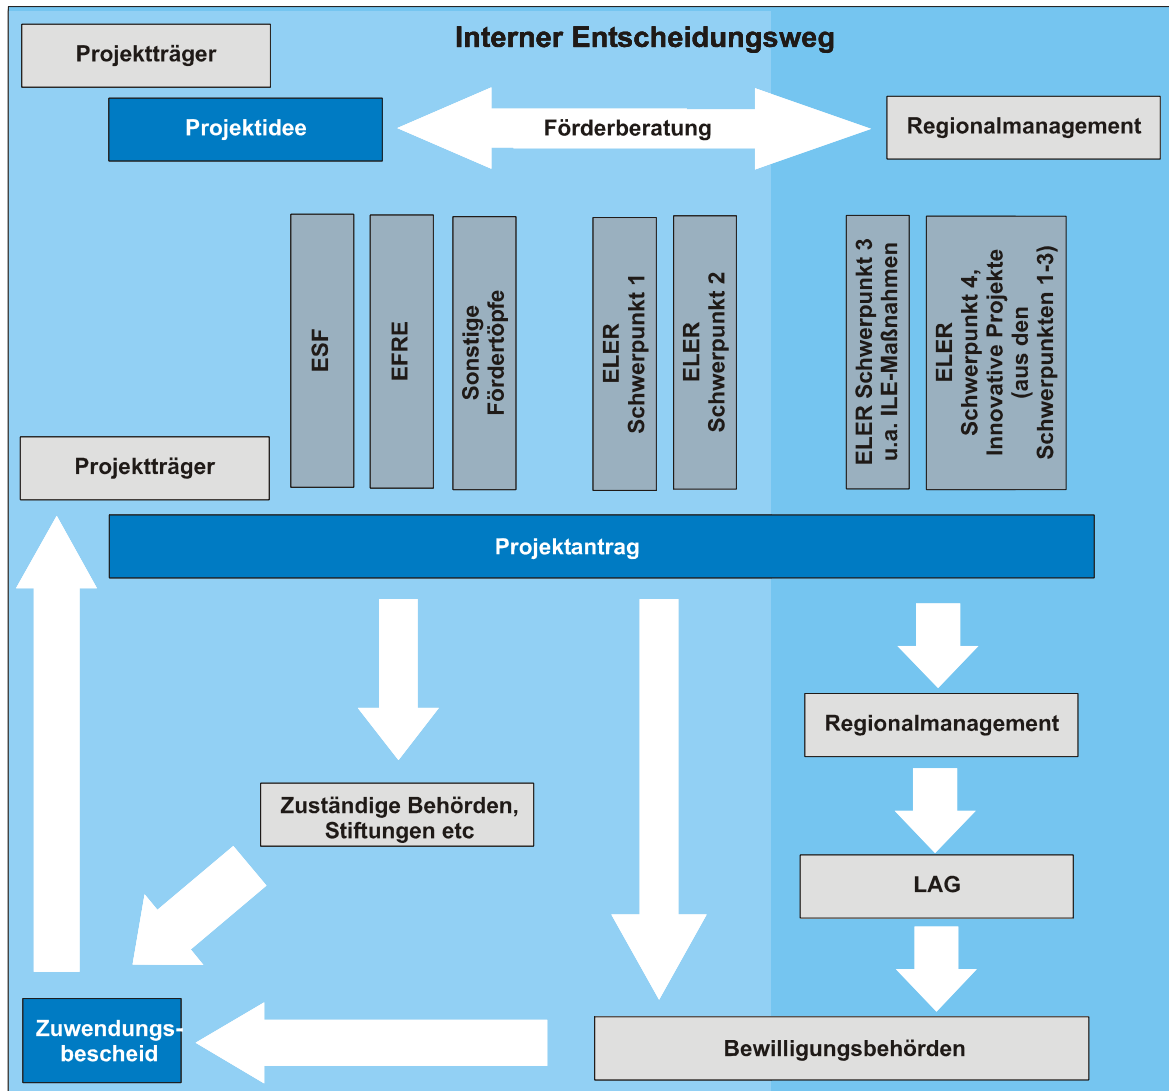 Interner Entscheidungsweg
Projektträger
Projektidee
Förderberatung
Regionalmanagement
ESF
EFRE
Sonstige
Fördertöpfe
ELER
Schwerpunkt 1
ELER
Schwerpunkt 2
ELER Schwerpunkt 3
u.a. ILE-Maßnahmen
ELER
Schwerpunkt 4,
Innovative Projekte
(aus den
Schwerpunkten 1-3)
Projektträger
Projektantrag
Regionalmanagement
Zuständige Behörden,
Stiftungen etc
LAG
Zuwendungs-
bescheid
Bewilligungsbehörden